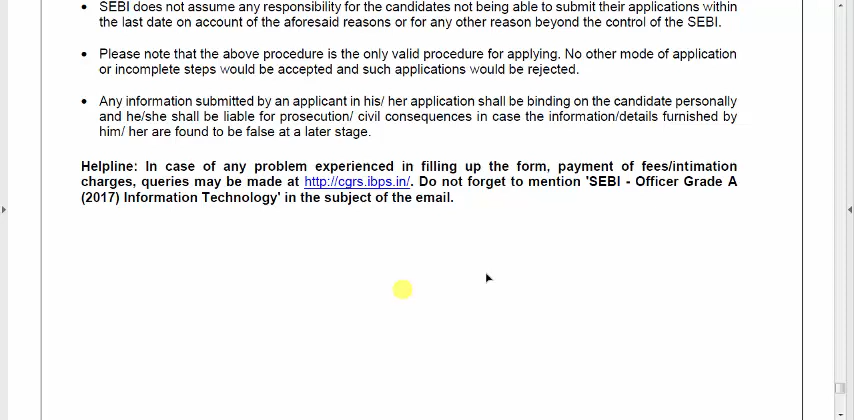 • SEBI does not assume any responsibility for the candidates not being able to submit their applications within
the last date on account of the aforesaid reasons or for any other reason beyond the control of the SEBI.
• Please note that the above procedure is the only valid procedure for applying. No other mode of application
or incomplete steps would be accepted and such applications would be rejected.
• Any information submitted by an applicant in his/ her application shall be binding on the candidate personally
and he/she shall be liable for prosecution/ civil consequences in case the information/details furnished by
him/ her are found to be false at a later stage.
Helpline: In case of any problem experienced in filling up the form, payment of fees/intimation
charges, queries may be made at http://cgrs.ibps.in/. Do not forget to mention 'SEBI - Officer Grade A
(2017) Information Technology' in the subject of the email.